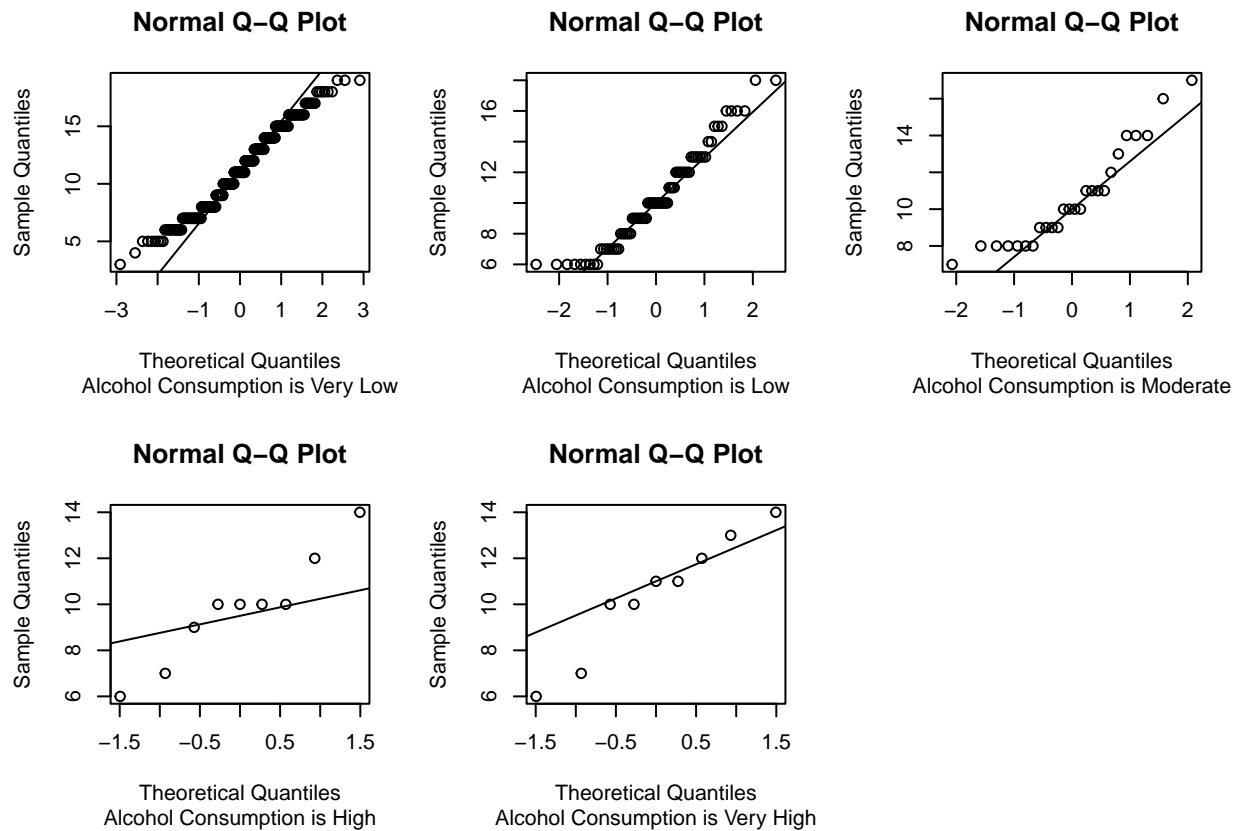 Normal Q−Q Plot
Normal Q−Q Plot
Normal Q−Q Plot
Sample Quantiles
15
10
5
−3 −2 −1 0 1 2 3
Theoretical Quantiles
Alcohol Consumption is Very Low
Sample Quantiles
16
12
8
6
−2 −1 0 1 2
Theoretical Quantiles
Alcohol Consumption is Low
Sample Quantiles
14
10
8
−2 −1 0 1 2
Theoretical Quantiles
Alcohol Consumption is Moderate
Normal Q−Q Plot
Normal Q−Q Plot
Sample Quantiles
14
12
10
8
6
−1.5 −0.5 0.5 1.5
Theoretical Quantiles
Alcohol Consumption is High
Sample Quantiles
14
12
10
8
6
−1.5 −0.5 0.5 1.5
Theoretical Quantiles
Alcohol Consumption is Very High